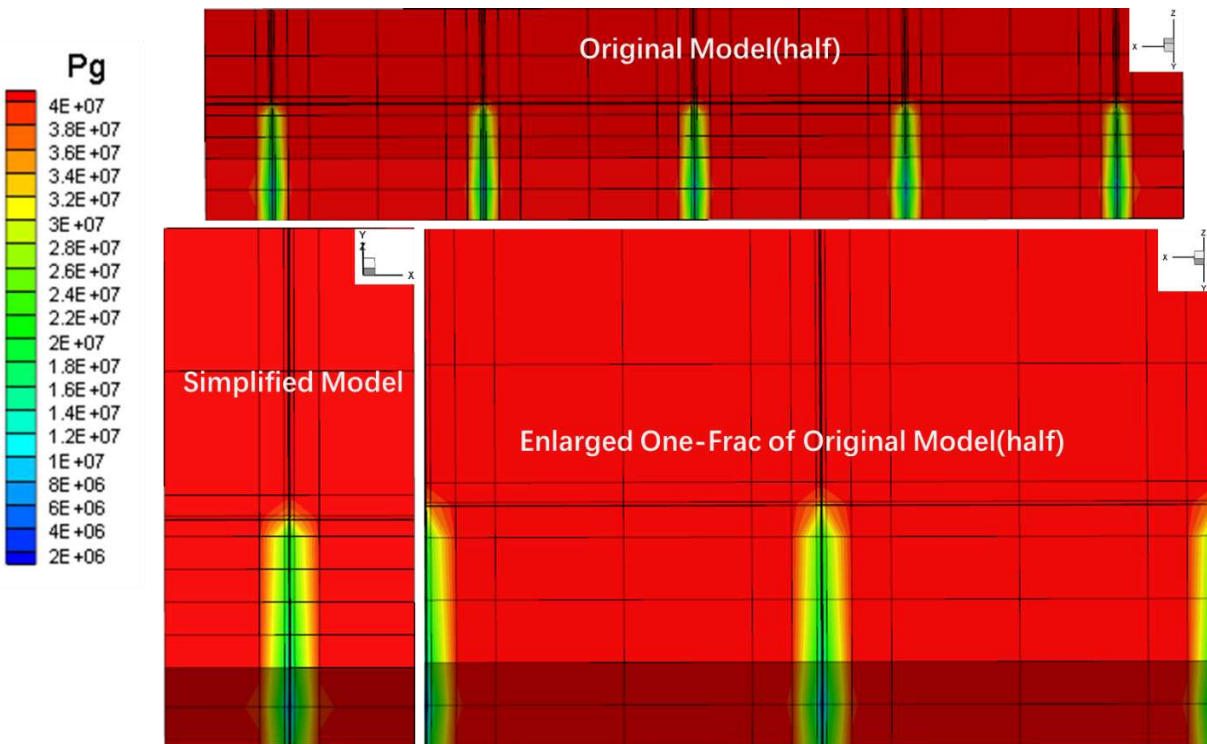 Pg
4E +07
3.8E +07
3.6E +07
3.4E +07
3.2E +07
3E +07
2.8E +07
2.6E +07
2.4E +07
2.2E +07
2E +07
1.8E +07
1.6E +07
1.4E +07
1.2E +07
1E +07
8E +06
6E +06
4E +06
2E +06
Original Model(half)
Z
X
Y
Simplified Model
Y
Z
X
Enlarged One-Frac of Original Model(half)
Z
X
Y